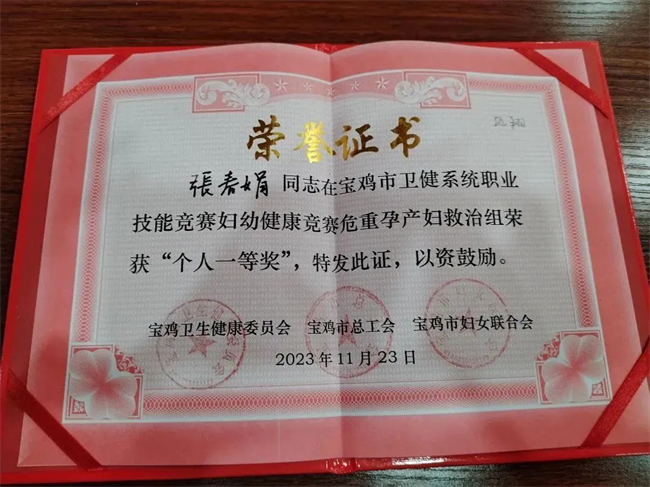 荣誉证书
張春娟同志在宝鸡市卫健系统职业
技能竞赛妇幼健康竞赛危重孕产妇救治组荣
获“个人一等奖”，特发此证，以资鼓励。
宝鸡卫生健康委员会 宝鸡市总工会 宝鸡市妇女联合会
2023年11月23日